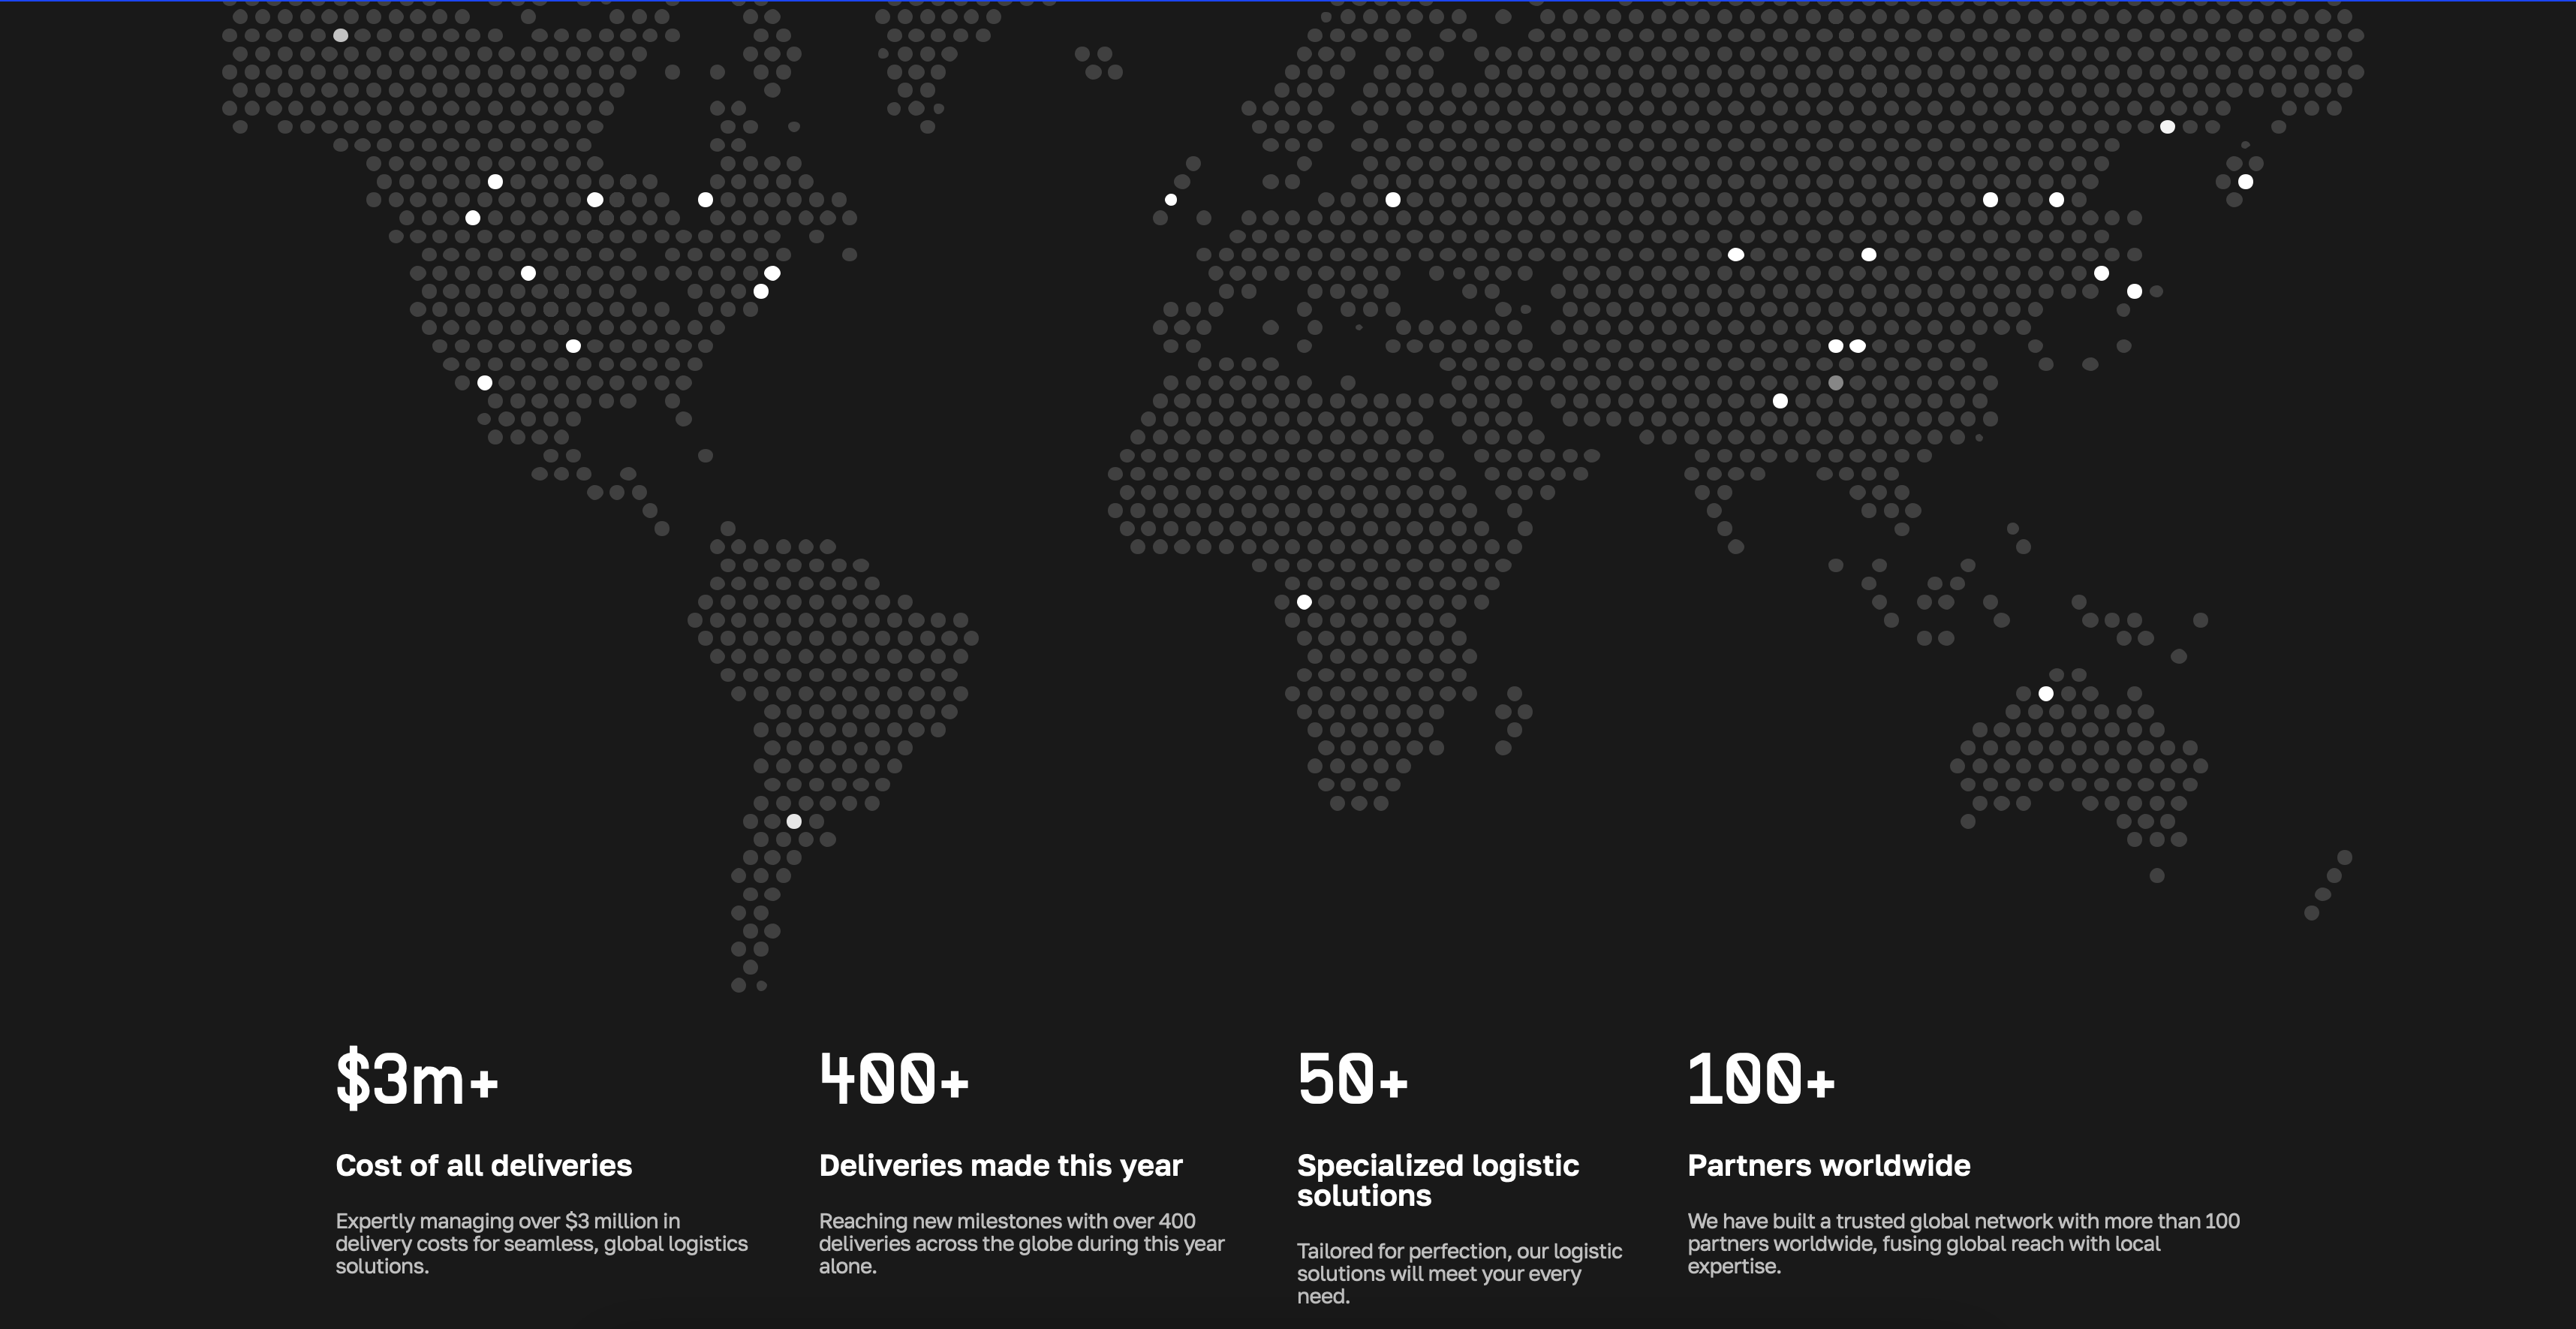 $3m+
Cost of all deliveries
Expertly managing over $3 million in
delivery costs for seamless, global logistics
solutions.
400+
Deliveries made this year
Reaching new milestones with over 400
deliveries across the globe during this year
alone.
50+
Specialized logistic
solutions
Tailored for perfection, our logistic
solutions will meet your every
need.
100+
Partners worldwide
We have built a trusted global network with more than 100
partners worldwide, fusing global reach with local
expertise.